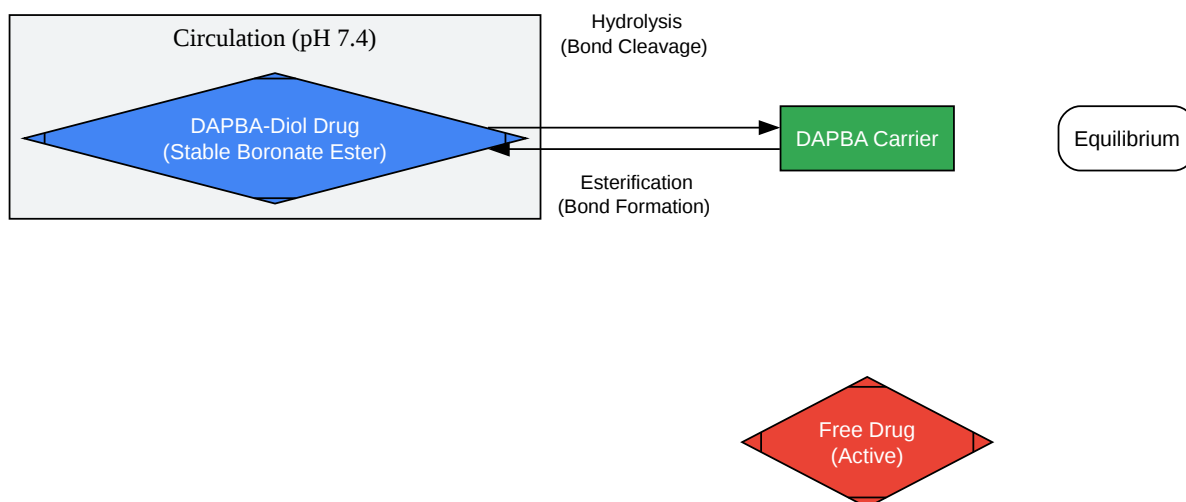 Circulation (pH 7.4)
DAPBA-Diol Drug
(Stable Boronate Ester)
Hydrolysis
(Bond Cleavage)
Esterification
(Bond Formation)
DAPBA Carrier
Equilibrium
Free Drug
(Active)